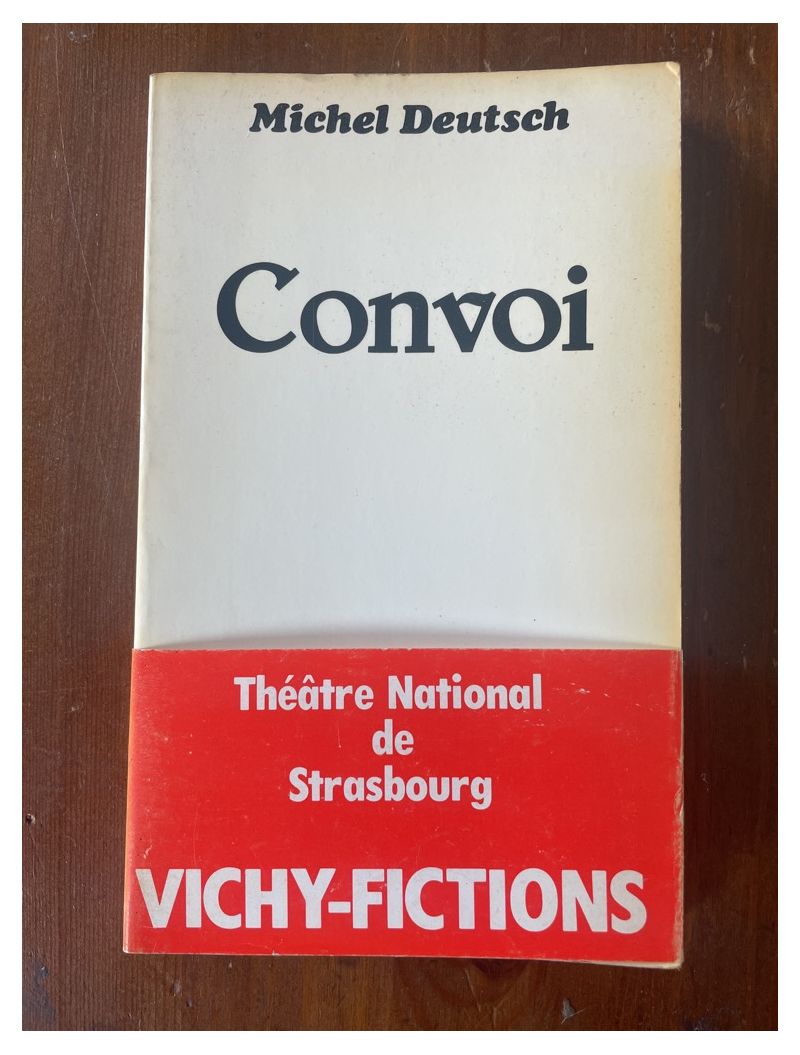 Michel Deutsch
Convoi
Théâtre National
de
Strasbourg
VICHY-FICTIONS